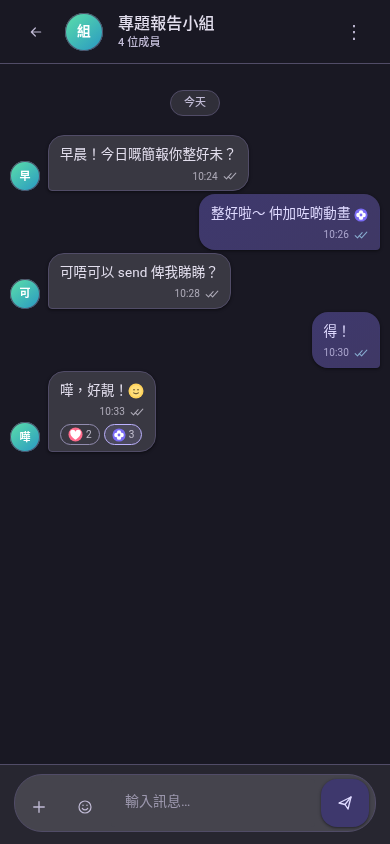 組
專題報告小組
4 位成員
今天
早晨！今日嘅簡報你整好未？
10:24
早
整好啦～ 仲加咗啲動畫
10:26
可唔可以 send 俾我睇睇？
10:28
可
得！
10:30
嘩，好靚！
10:33
2 3
嘩
輸入訊息...